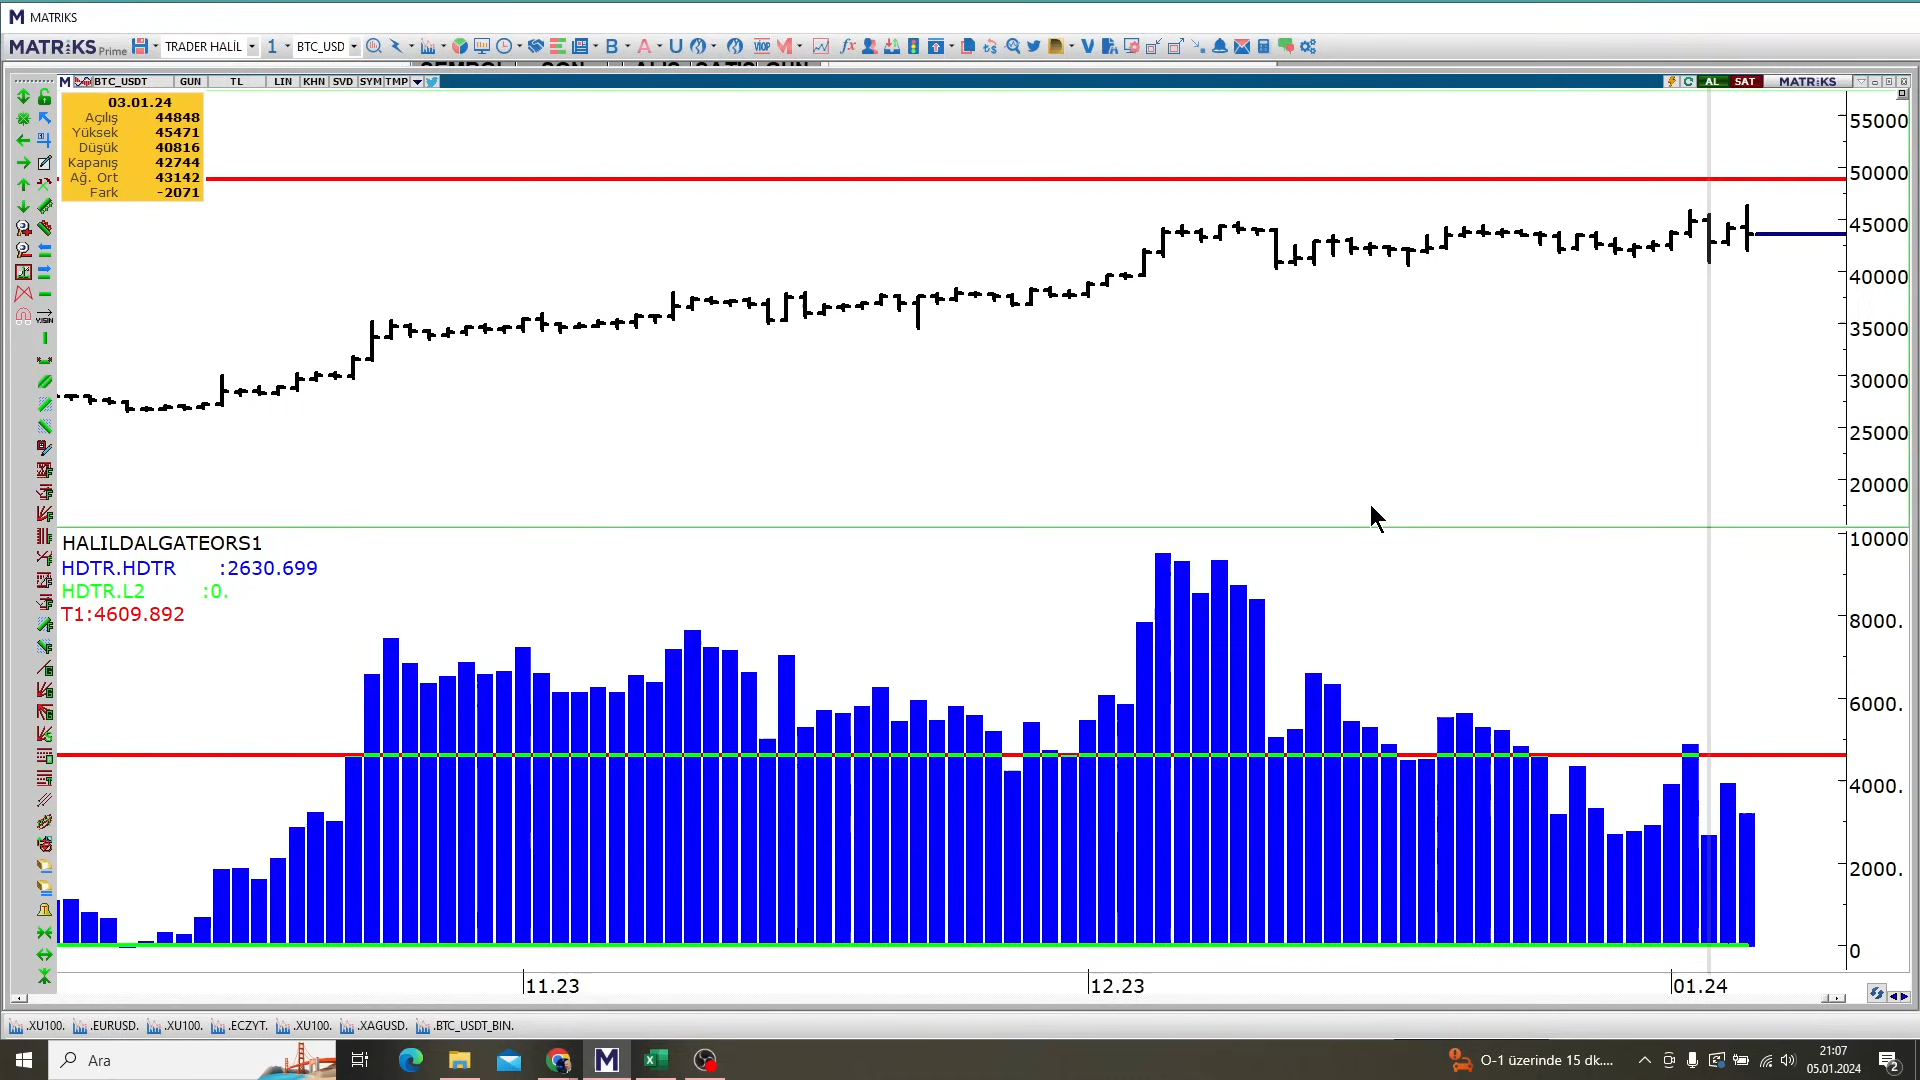 MATRIKS
MATRIKS Prime TRADER HALİL 1 BTC_USD B A U VIOP M fx V
BTC_USDT GUN TL LIN KHN SVD SYM TMP AL SAT MATRIKS
03.01.24
Açılış 44848
Yüksek 45471
Düşük 40816
Kapanış 42744
Ağ. Ort 43142
Fark -2071
55000
50000
45000
40000
35000
30000
25000
20000
HALILDALGATEORS1
HDTR.HDTR :2630.699
HDTR.L2 :0.
T1:4609.892
10000
8000.
6000.
4000.
2000.
0
11.23 12.23 01.24
.XU100. .EURUSD. .XU100. .ECZYT. .XU100. .XAGUSD. .BTC_USDT_BIN.
Ara
O-1 üzerinde 15 dk....
21:07
05.01.2024
2